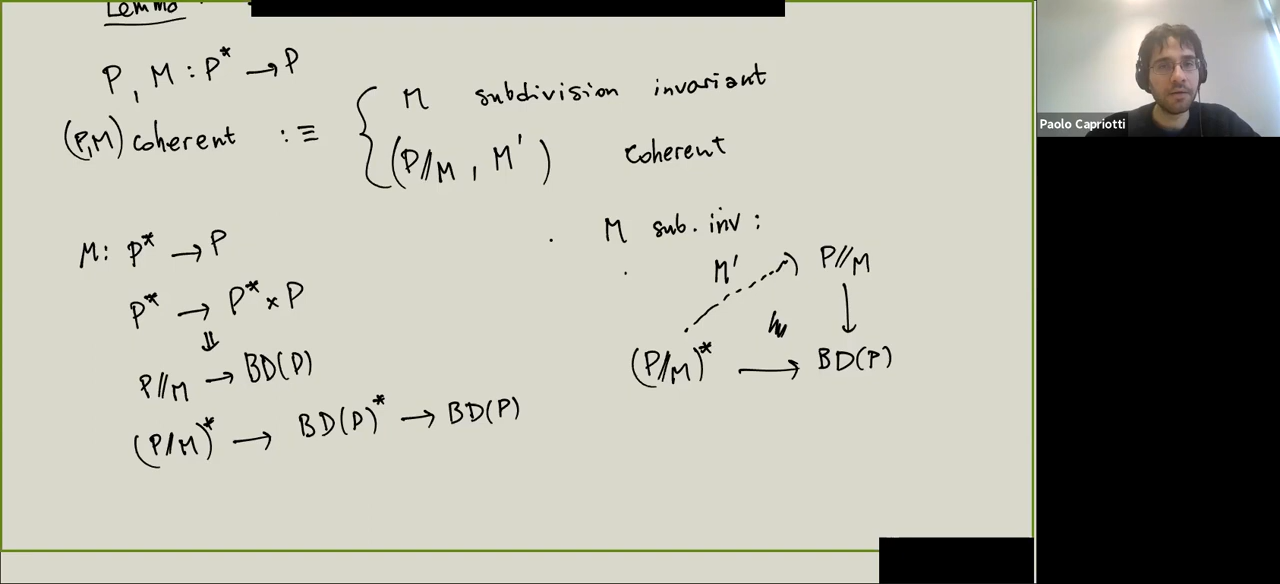 Lemma
P, M : P* → P
(P,M) coherent :≡ { M subdivision invariant
(P//M, M') coherent
M: P* → P
P* → P* × P
⇓
P//M → BD(P)
(P//M)* → BD(P)* → BD(P)
M sub. inv :
M' P//M
↓
(P//M)* → BD(P)
Paolo Capriotti